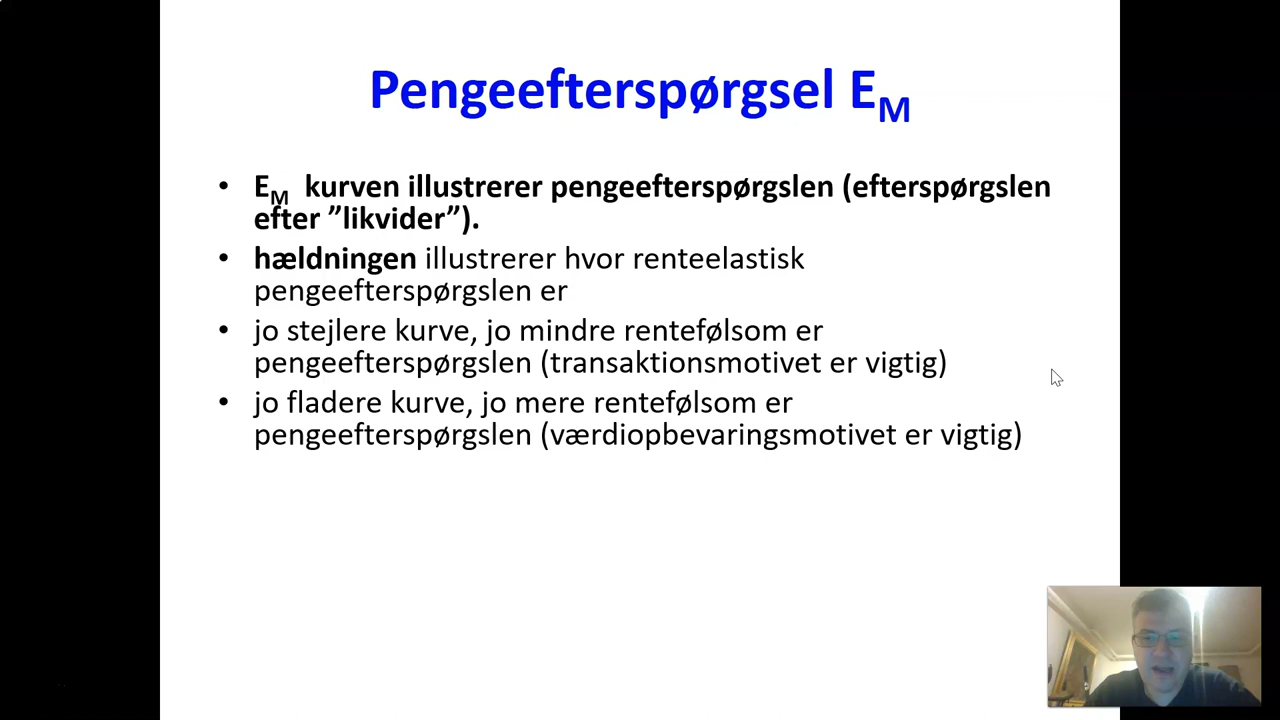 Pengeefterspørgsel EM
• EM kurven illustrerer pengeefterspørgslen (efterspørgslen
efter ”likvider”).
• hældningen illustrerer hvor renteelastisk
pengeefterspørgslen er
• jo stejlere kurve, jo mindre rentefølsom er
pengeefterspørgslen (transaktionsmotivet er vigtig)
• jo fladere kurve, jo mere rentefølsom er
pengeefterspørgslen (værdiopbevaringsmotivet er vigtig)